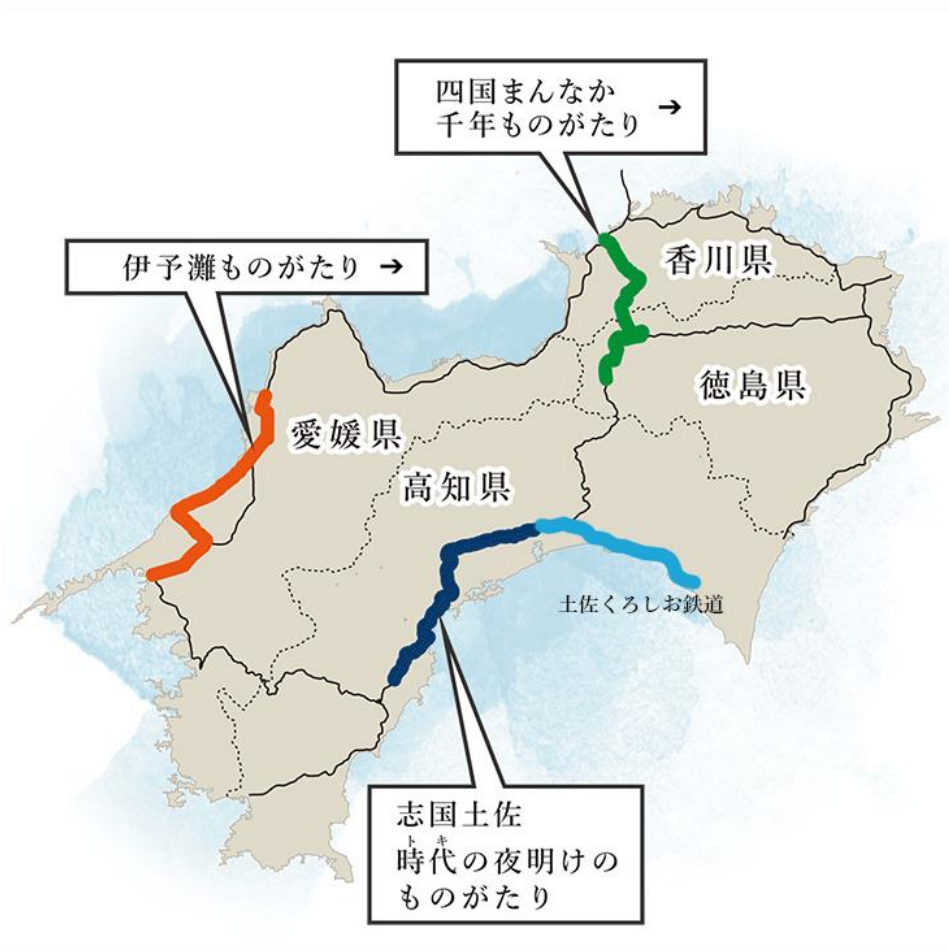 四国まんなか
千年ものがたり →
伊予灘ものがたり →
香川県
徳島県
愛媛県
高知県
土佐くろしお鉄道
志国土佐
トキ
時代の夜明けの
ものがたり